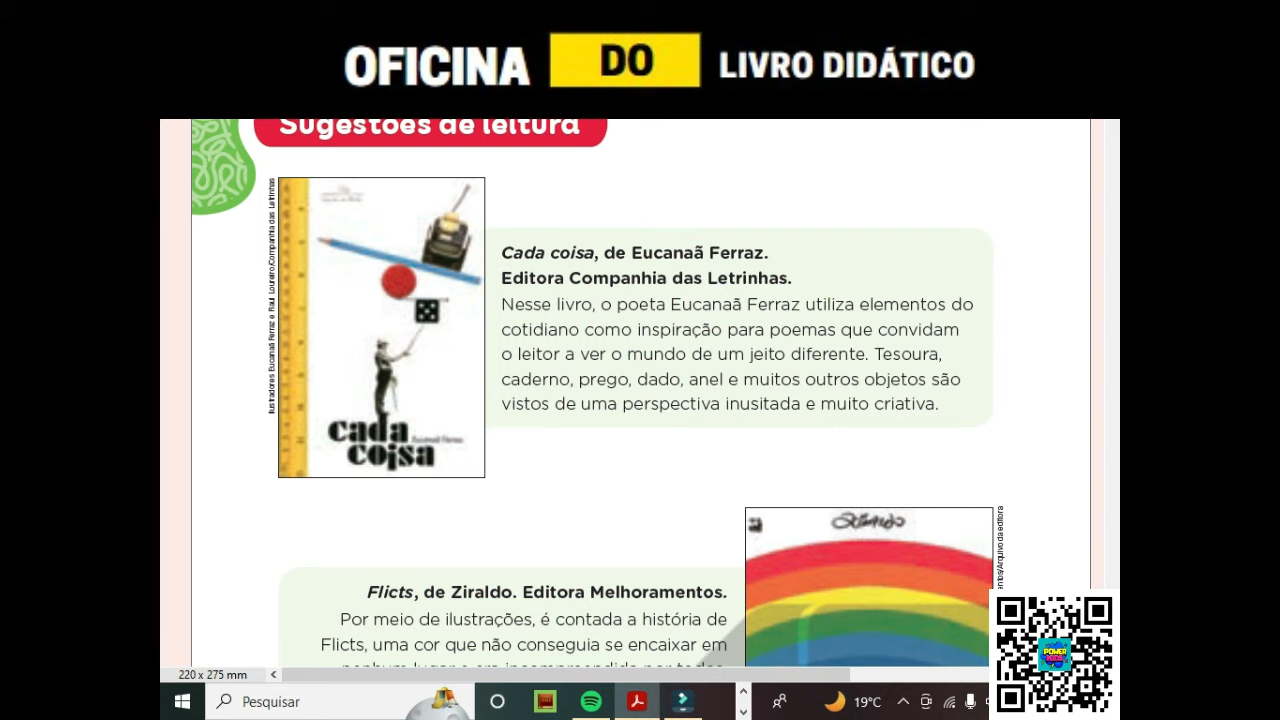 OFICINA DO LIVRO DIDÁTICO
Sugestões de leitura
Ilustradores Eucanaã Ferraz e Raul Loureiro/Companhia das Letrinhas
cada
coisa
Eucanaã Ferraz
Cada coisa, de Eucanaã Ferraz.
Editora Companhia das Letrinhas.
Nesse livro, o poeta Eucanaã Ferraz utiliza elementos do
cotidiano como inspiração para poemas que convidam
o leitor a ver o mundo de um jeito diferente. Tesoura,
caderno, prego, dado, anel e muitos outros objetos são
vistos de uma perspectiva inusitada e muito criativa.
Ziraldo
Flicts, de Ziraldo. Editora Melhoramentos.
Por meio de ilustrações, é contada a história de
Flicts, uma cor que não conseguia se encaixar em
220 x 275 mm
Pesquisar
19°C
POWER
KIDS